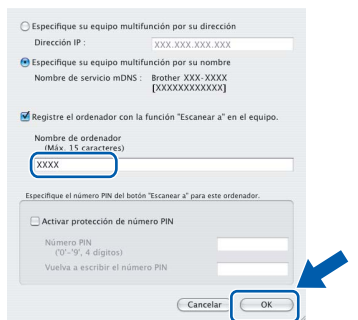 Especifique su equipo multifunción por su dirección
Dirección IP : XXX.XXX.XXX.XXX
Especifique su equipo multifunción por su nombre
Nombre de servicio mDNS : Brother XXX-XXXX
[XXXXXXXXXXXX]
Registre el ordenador con la función "Escanear a" en el equipo.
Nombre de ordenador
(Máx. 15 caracteres)
XXXX
Especifique el número PIN del botón "Escanear a" para este ordenador.
Activar protección de número PIN
Número PIN
('0'-'9', 4 dígitos)
Vuelva a escribir el número PIN
Cancelar OK